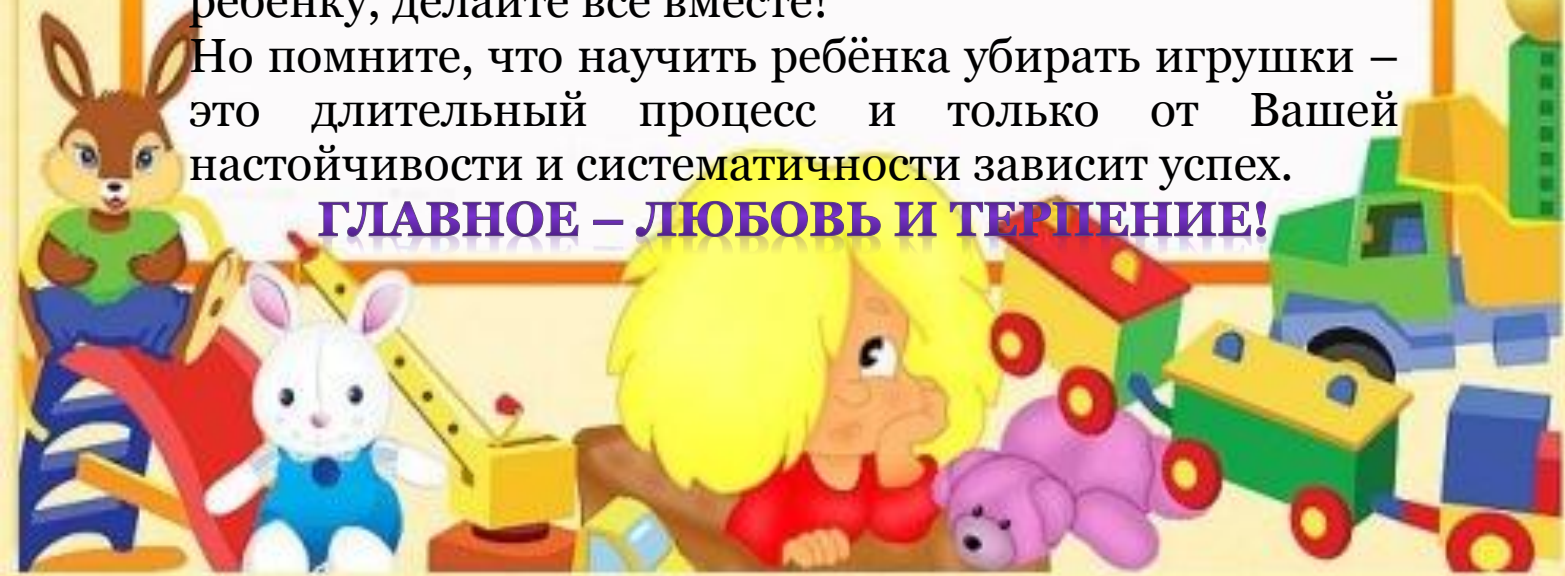 ребенку, делайте все вместе!
Но помните, что научить ребёнка убирать игрушки –
это длительный процесс и только от Вашей
настойчивости и систематичности зависит успех.
ГЛАВНОЕ – ЛЮБОВЬ И ТЕРПЕНИЕ!